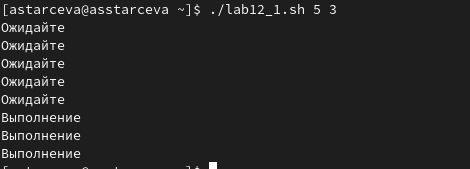 [astarceva@asstarceva ~]$ ./lab12_1.sh 5 3
Ожидайте
Ожидайте
Ожидайте
Ожидайте
Ожидайте
Выполнение
Выполнение
Выполнение